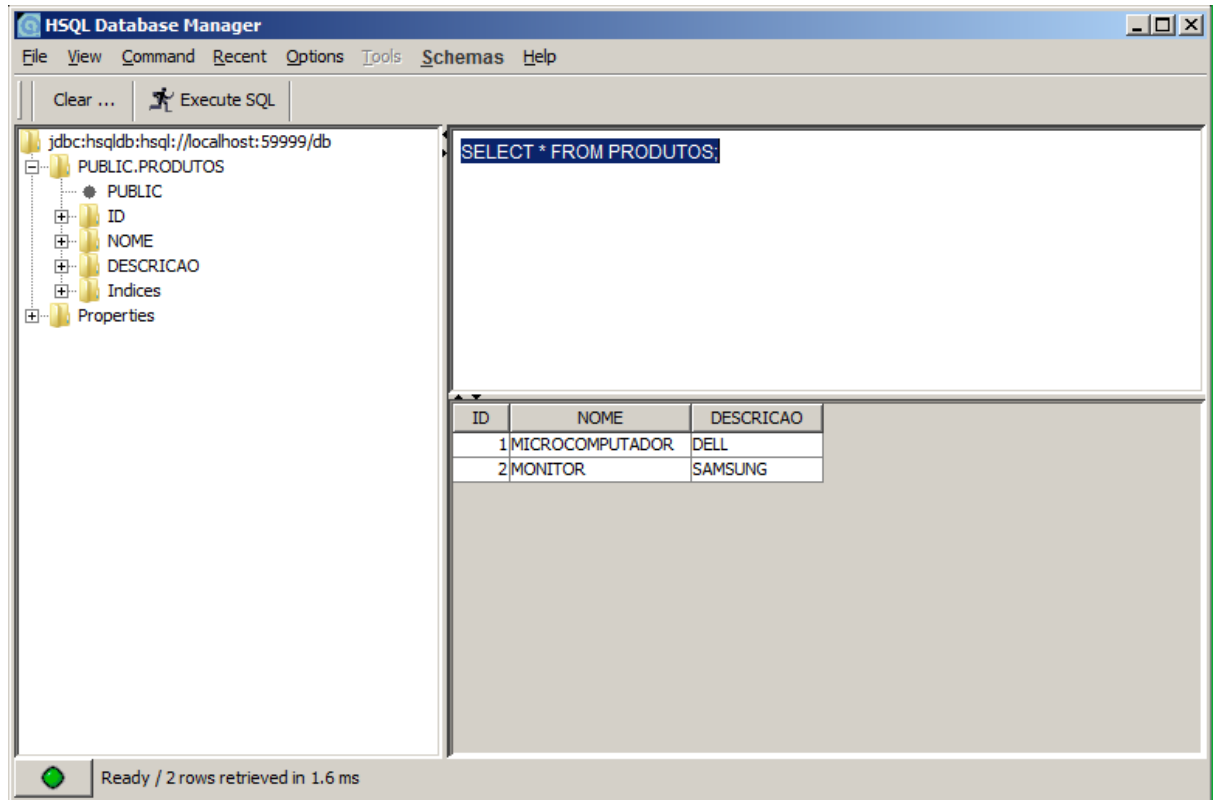 HSQL Database Manager
File View Command Recent Options Tools Schemas Help
Clear ... Execute SQL
jdbc:hsqldb:hsql://localhost:59999/db
PUBLIC.PRODUTOS
PUBLIC
ID
NOME
DESCRICAO
Indices
Properties
SELECT * FROM PRODUTOS;
ID NOME DESCRICAO
1 MICROCOMPUTADOR DELL
2 MONITOR SAMSUNG
Ready / 2 rows retrieved in 1.6 ms